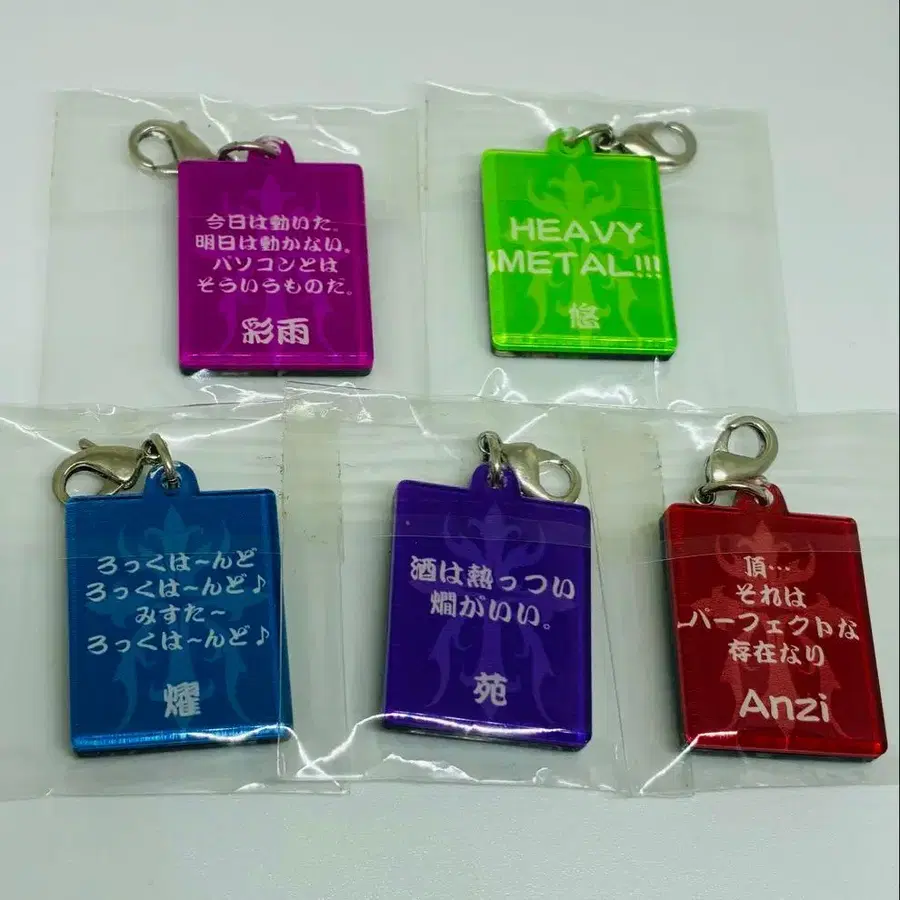 今日は動いた。
明日は動かない。
パソコンとは
そういうものだ。
彩雨
HEAVY
METAL!!!
悠
ろっくは～んど
ろっくは～んど♪
みすた～
ろっくは～んど♪
燿
酒は熱っつい
燗がいい。
苑
頂…
それは
パーフェクトな
存在なり
Anzi